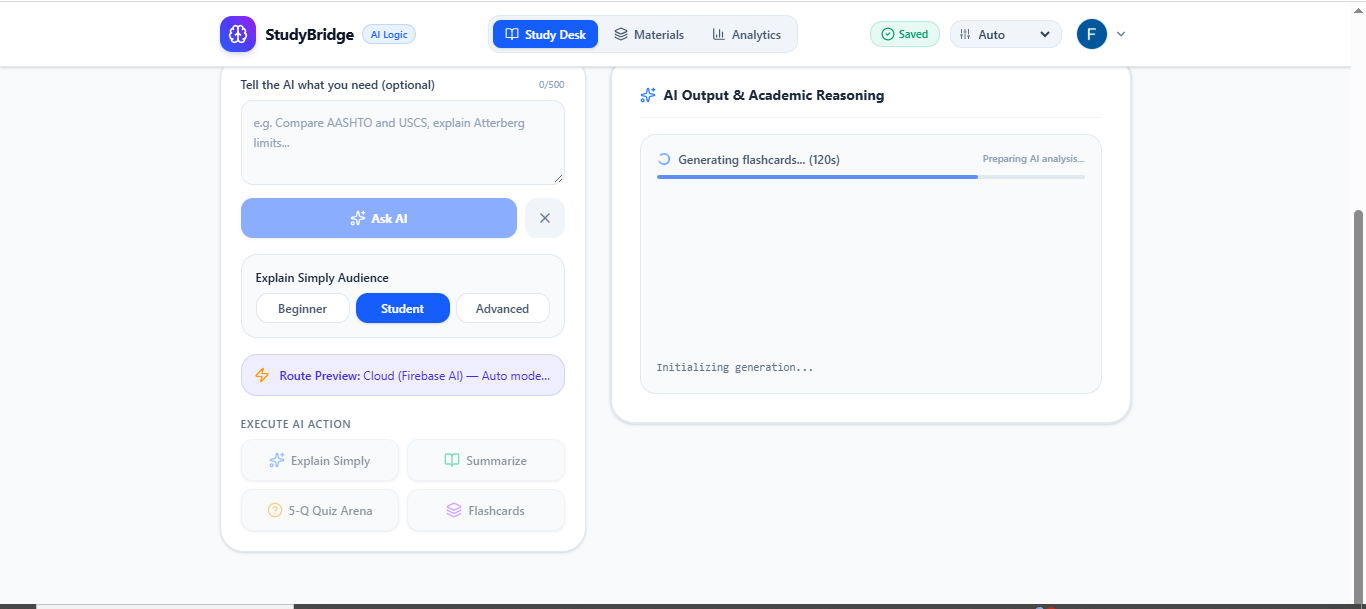 StudyBridge
AI Logic
Study Desk
Materials
Analytics
Saved
Auto
F
Tell the AI what you need (optional)
0/500
e.g. Compare AASHTO and USCS, explain Atterberg
limits...
Ask AI
Explain Simply Audience
Beginner
Student
Advanced
Route Preview: Cloud (Firebase AI) — Auto mode...
EXECUTE AI ACTION
Explain Simply
Summarize
5-Q Quiz Arena
Flashcards
AI Output & Academic Reasoning
Generating flashcards... (120s)
Preparing AI analysis...
Initializing generation...